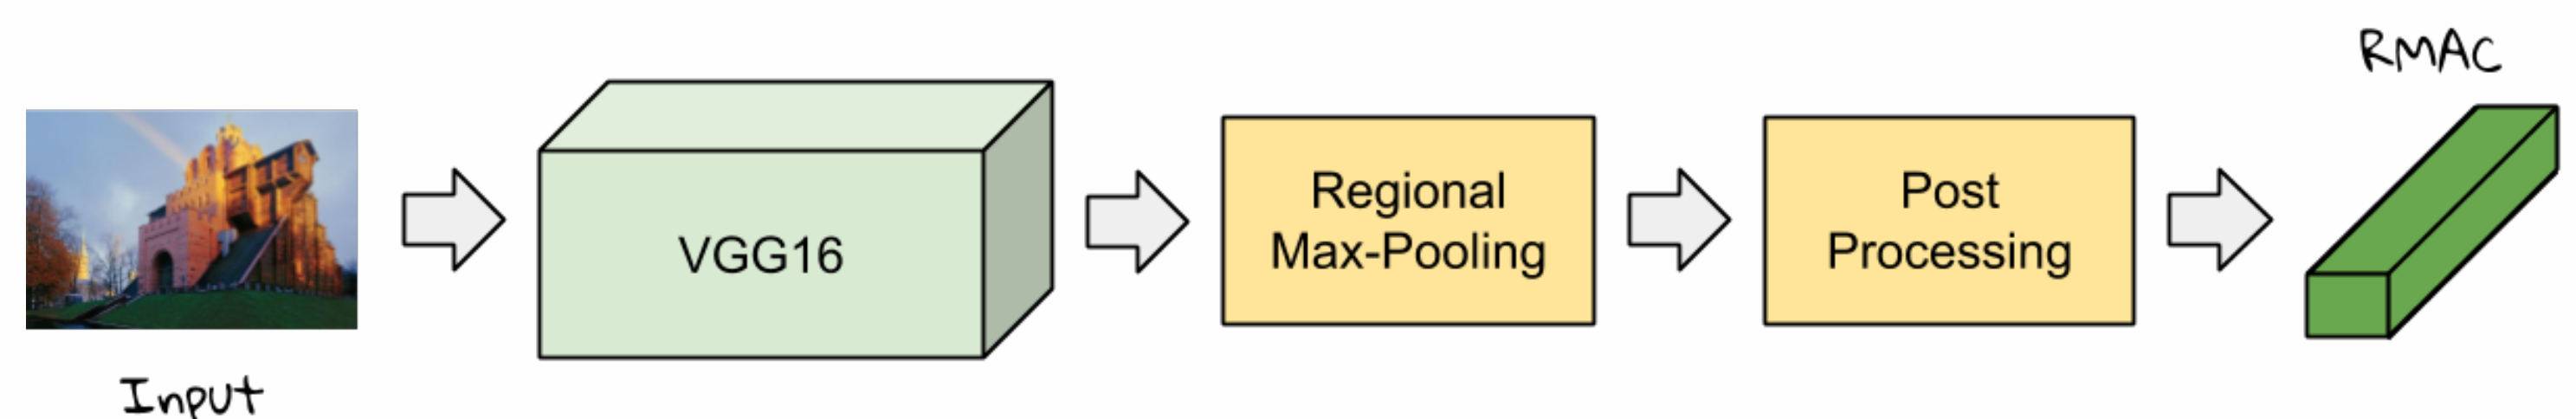 Input
VGG16
Regional
Max-Pooling
Post
Processing
RMAC